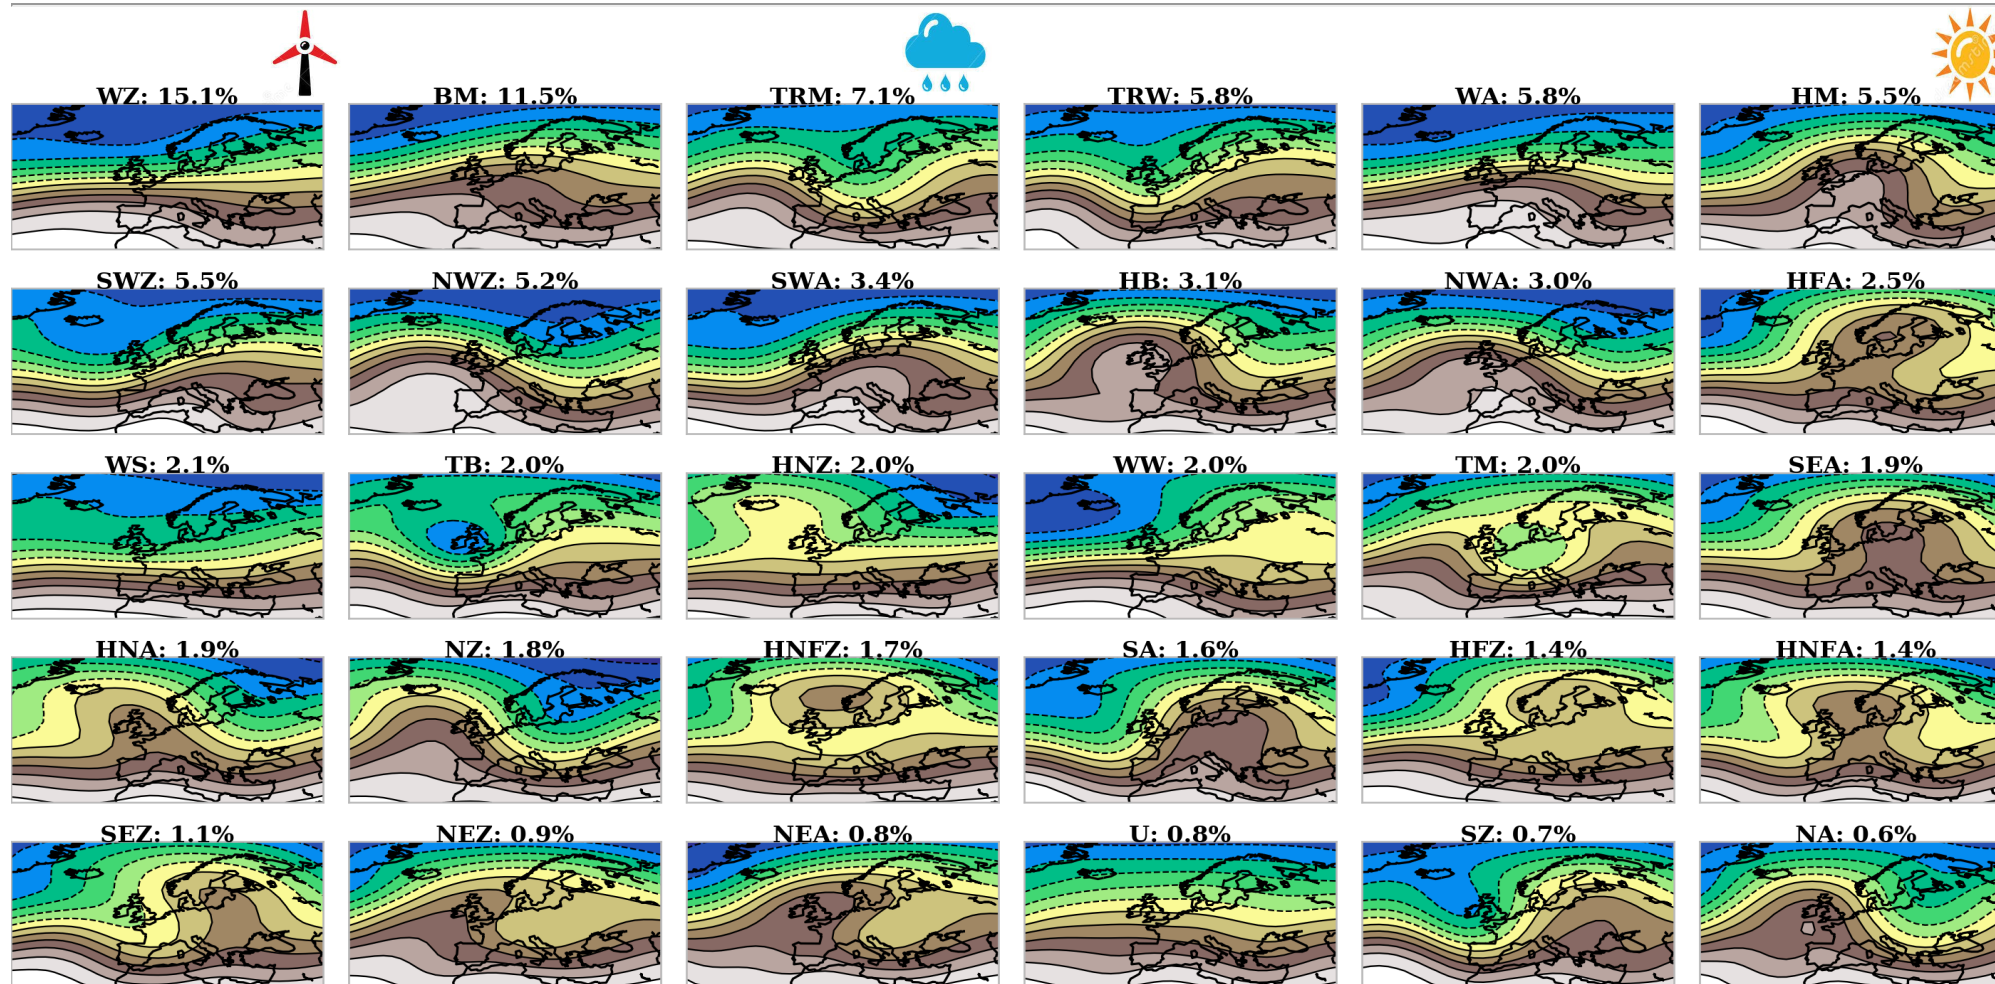 WZ: 15.1% BM: 11.5% TRM: 7.1% TRW: 5.8% WA: 5.8% HM: 5.5%
SWZ: 5.5% NWZ: 5.2% SWA: 3.4% HB: 3.1% NWA: 3.0% HFA: 2.5%
WS: 2.1% TB: 2.0% HNZ: 2.0% WW: 2.0% TM: 2.0% SEA: 1.9%
HNA: 1.9% NZ: 1.8% HNFZ: 1.7% SA: 1.6% HFZ: 1.4% HNFA: 1.4%
SEZ: 1.1% NEZ: 0.9% NEA: 0.8% U: 0.8% SZ: 0.7% NA: 0.6%